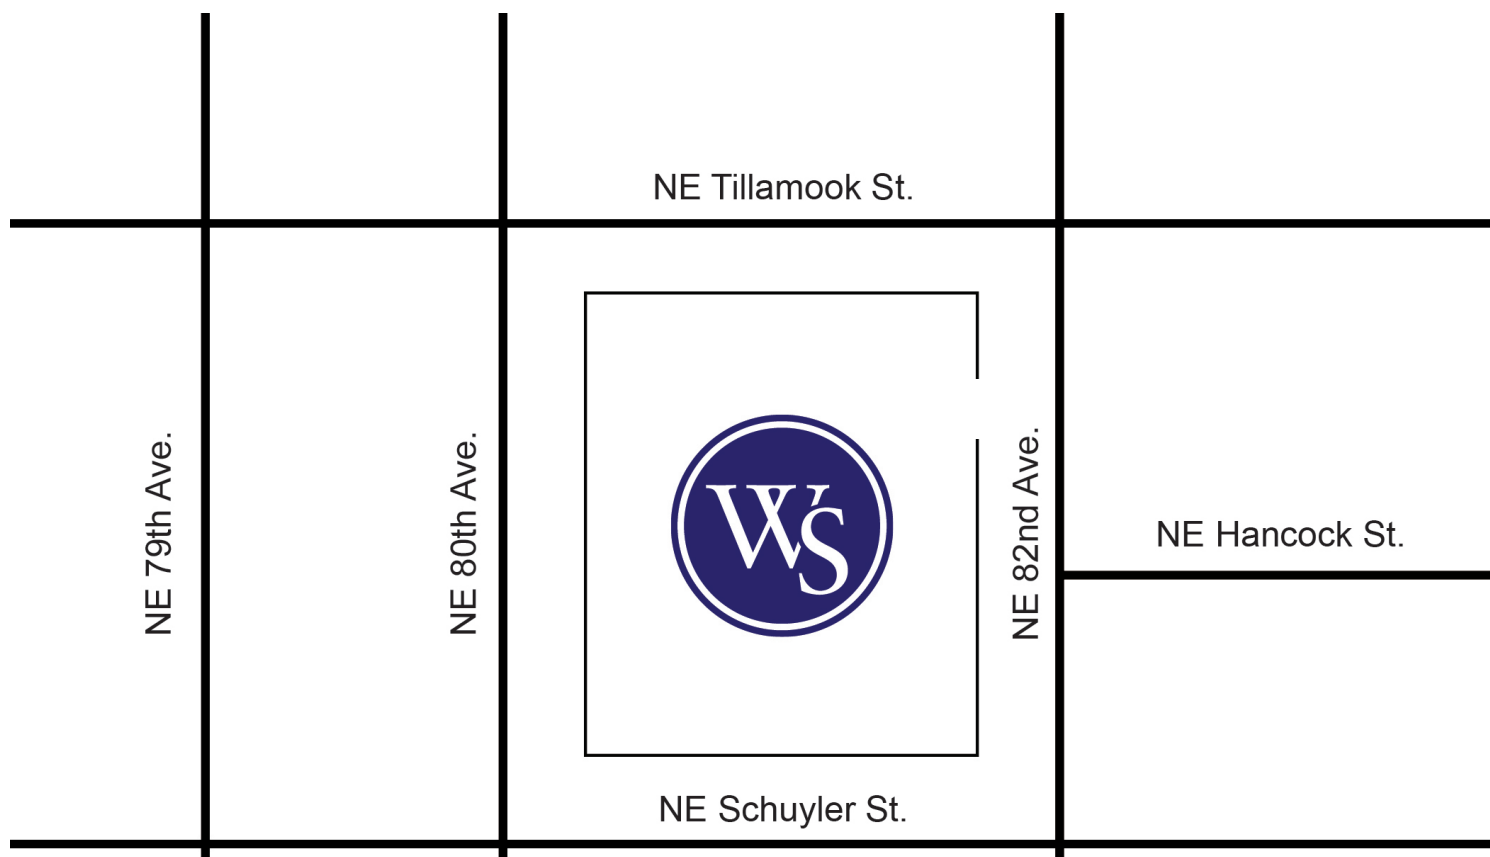 NE Tillamook St.
NE 79th Ave.
NE 80th Ave.
WS
NE 82nd Ave.
NE Hancock St.
NE Schuyler St.